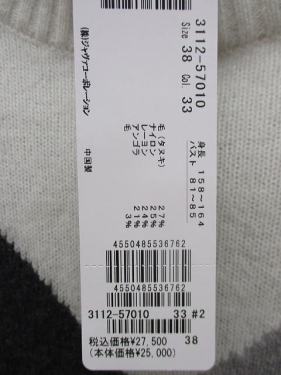 3112-57010
Size 38 Col. 33
身長 158〜164
バスト 81〜85
毛(タヌキ) 27%
ナイロン 25%
レーヨン 24%
アンゴラ 21%
毛 3%
(株)ジャヴァコーポレーション
中国製
4550485536762
4550485536762
3112-57010 33 #2
税込価格¥27,500 38
(本体価格¥25,000)